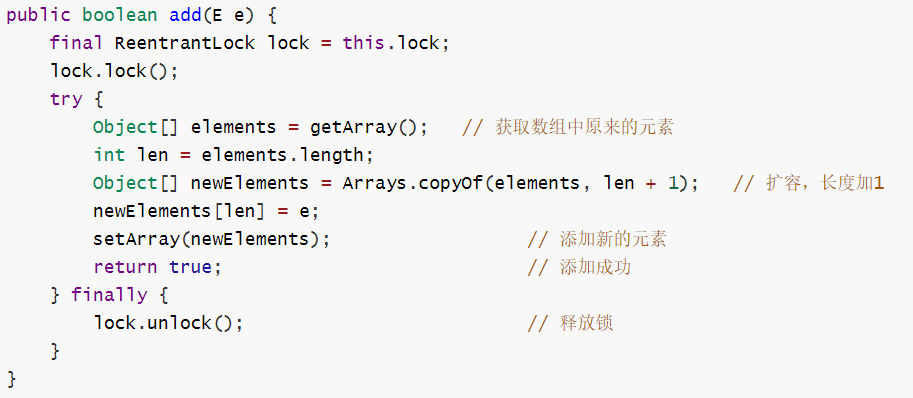 public boolean add(E e) {
    final ReentrantLock lock = this.lock;
    lock.lock();
    try {
        Object[] elements = getArray();   // 获取数组中原来的元素
        int len = elements.length;
        Object[] newElements = Arrays.copyOf(elements, len + 1);   // 扩容，长度加1
        newElements[len] = e;
        setArray(newElements);                  // 添加新的元素
        return true;                            // 添加成功
    } finally {
        lock.unlock();                          // 释放锁
    }
}